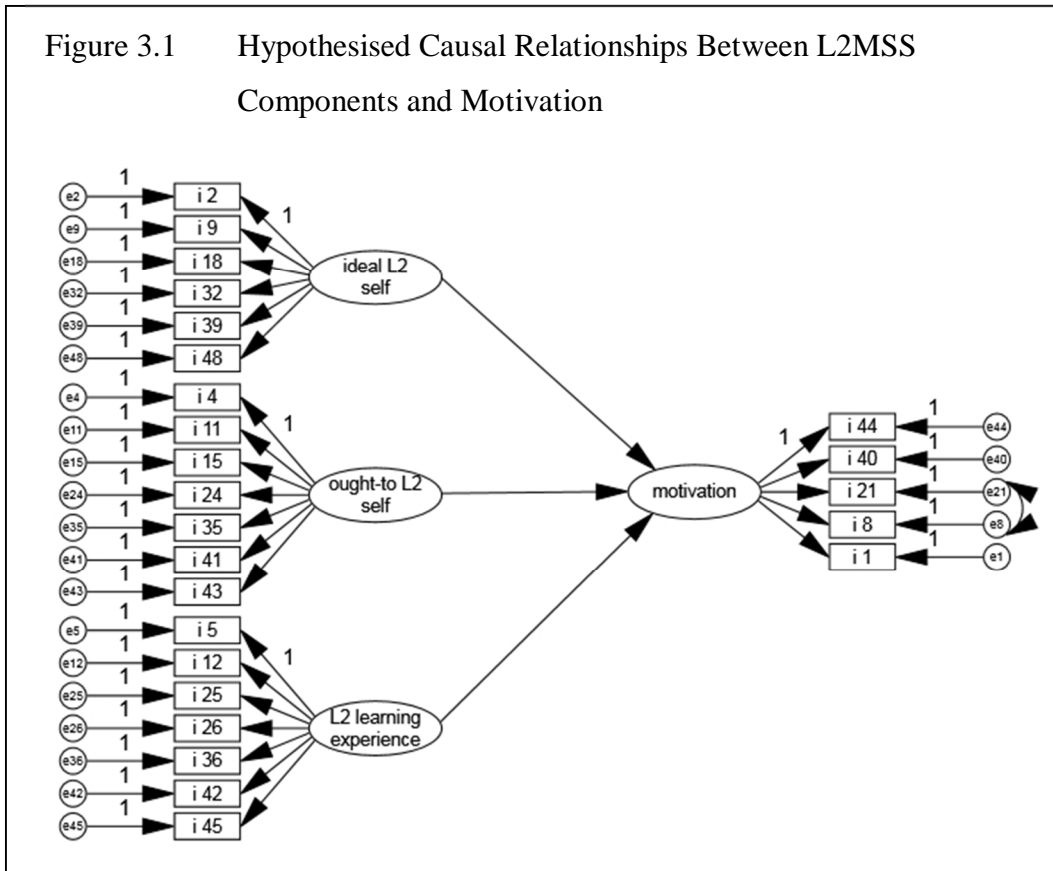 Figure 3.1 Hypothesised Causal Relationships Between L2MSS
Components and Motivation
1
e2 i 2
1
1
e9 i 9
1
e18 i 18
1
e32 i 32
1
e39 i 39
1
e48 i 48
ideal L2
self
1
e4 i 4
1
1
e11 i 11
1
e15 i 15
1
e24 i 24
1
e35 i 35
1
e41 i 41
1
e43 i 43
ought-to L2
self
1
e5 i 5
1
1
e12 i 12
1
e25 i 25
1
e26 i 26
1
e36 i 36
1
e42 i 42
1
e45 i 45
L2 learning
experience
motivation
1
1
i 44 e44
1
i 40 e40
1
i 21 e21
1
i 8 e8
1
i 1 e1